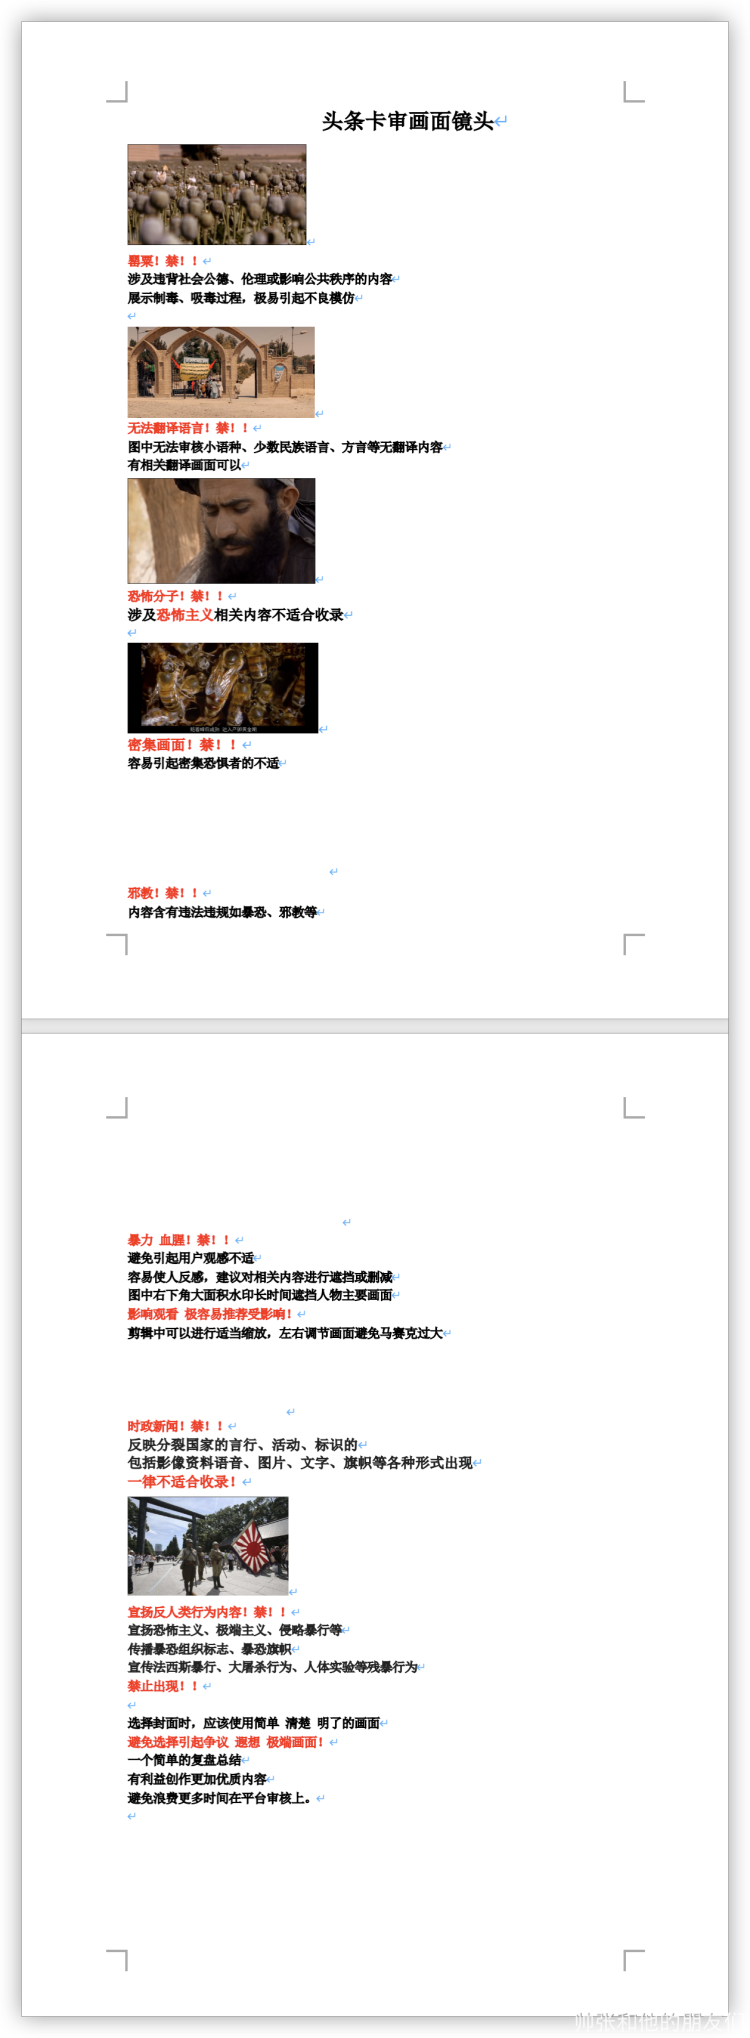 头条卡审画面镜头
罂粟！禁！！
涉及违背社会公德、伦理或影响公共秩序的内容
展示制毒、吸毒过程，极易引起不良模仿
无法翻译语言！禁！！
图中无法审核小语种、少数民族语言、方言等无翻译内容
有相关翻译画面可以
恐怖分子！禁！！
涉及恐怖主义相关内容不适合收录
密集画面！禁！！
容易引起密集恐惧者的不适
邪教！禁！！
内容含有违法违规如暴恐、邪教等
暴力 血腥！禁！！
避免引起用户观感不适
容易使人反感，建议对相关内容进行遮挡或删减
图中右下角大面积水印长时间遮挡人物主要画面
影响观看 极容易推荐受影响！
剪辑中可以进行适当缩放，左右调节画面避免马赛克过大
时政新闻！禁！！
反映分裂国家的言行、活动、标识的
包括影像资料语音、图片、文字、旗帜等各种形式出现
一律不适合收录！
宣扬反人类行为内容！禁！！
宣扬恐怖主义、极端主义、侵略暴行等
传播暴恐组织标志、暴恐旗帜
宣传法西斯暴行、大屠杀行为、人体实验等残暴行为
禁止出现！！
选择封面时，应该使用简单 清楚 明了的画面
避免选择引起争议 遐想 极端画面！
一个简单的复盘总结
有利益创作更加优质内容
避免浪费更多时间在平台审核上。
帅张和他的朋友们